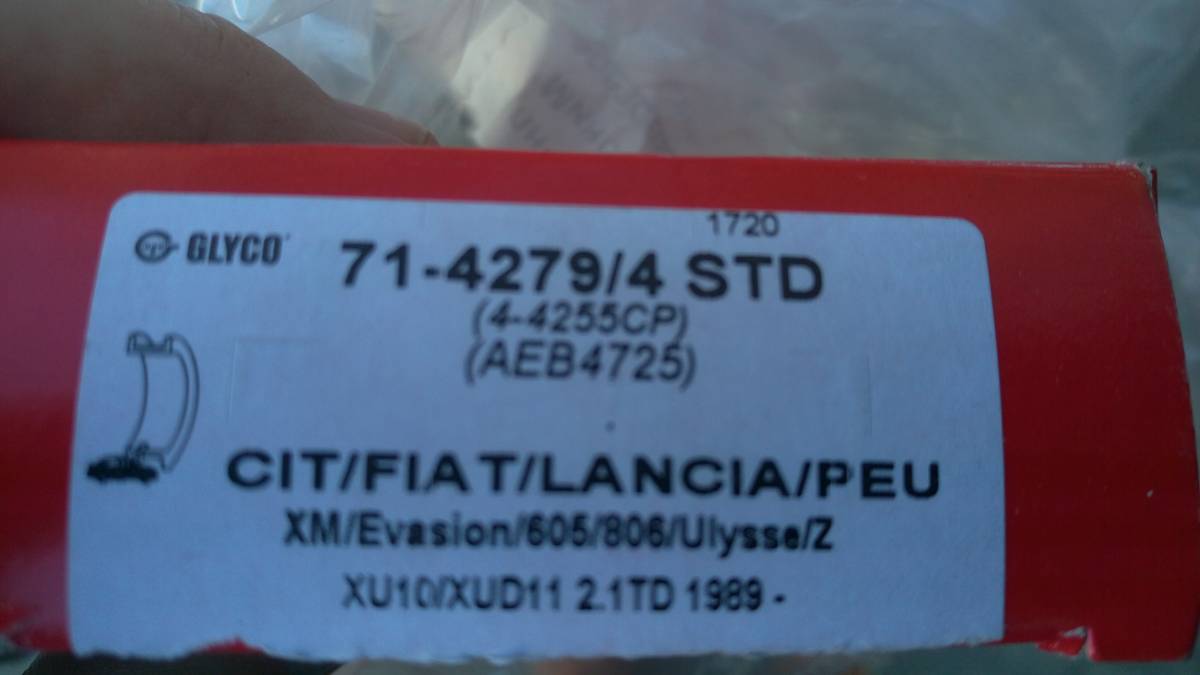 1720
GLYCO
71-4279/4 STD
(4-4255CP)
(AEB4725)
CIT/FIAT/LANCIA/PEU
XM/Evasion/605/806/Ulysse/Z
XU10/XUD11 2.1TD 1989 -